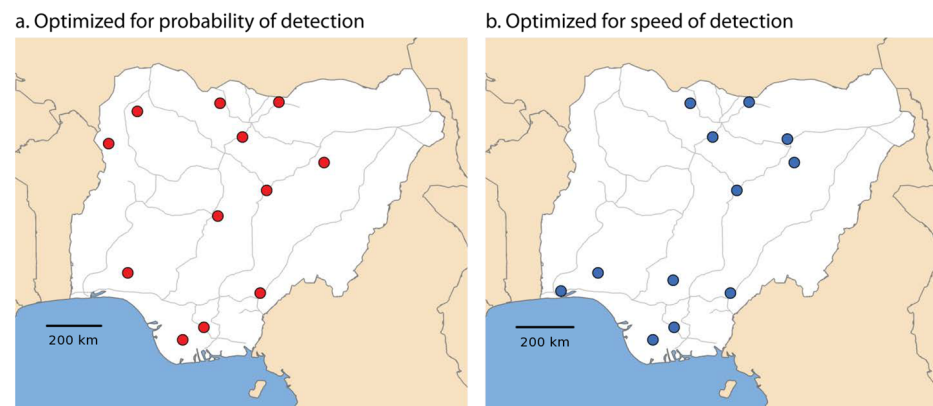 a. Optimized for probability of detection
b. Optimized for speed of detection
200 km
200 km